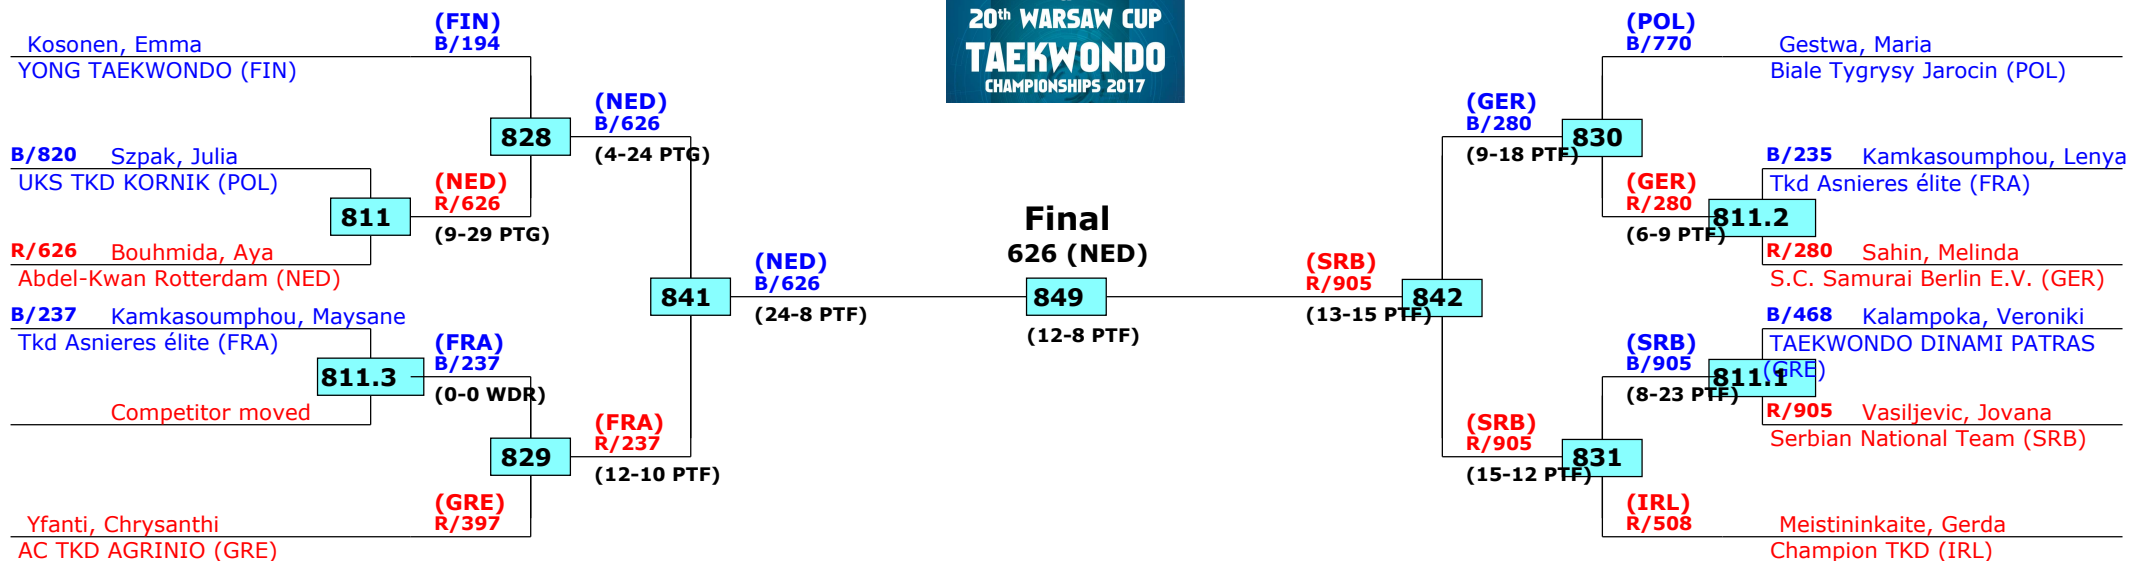 20th WARSAW CUP
TAEKWONDO
CHAMPIONSHIPS 2017
(FIN)
B/194
Kosonen, Emma
YONG TAEKWONDO (FIN)
828
(NED)
B/626
(4-24 PTG)
B/820 Szpak, Julia
UKS TKD KORNIK (POL)
811
(NED)
R/626
(9-29 PTG)
R/626 Bouhmida, Aya
Abdel-Kwan Rotterdam (NED)
841
(NED)
B/626
(24-8 PTF)
B/237 Kamkasoumphou, Maysane
Tkd Asnieres élite (FRA)
811.3
(FRA)
B/237
(0-0 WDR)
Competitor moved
829
(FRA)
R/237
(12-10 PTF)
(GRE)
R/397
Yfanti, Chrysanthi
AC TKD AGRINIO (GRE)
Final
626 (NED)
849
(12-8 PTF)
(SRB)
R/905
(13-15 PTF)
842
(POL)
B/770
Gestwa, Maria
Biale Tygrysy Jarocin (POL)
(GER)
B/280
(9-18 PTF)
830
B/235 Kamkasoumphou, Lenya
Tkd Asnieres élite (FRA)
(GER)
R/280
(6-9 PTF)
811.2
R/280 Sahin, Melinda
S.C. Samurai Berlin E.V. (GER)
B/468 Kalampoka, Veroniki
TAEKWONDO DINAMI PATRAS
(GRE)
(SRB)
B/905
(8-23 PTF)
811.1
R/905 Vasiljevic, Jovana
Serbian National Team (SRB)
(SRB)
R/905
(15-12 PTF)
831
(IRL)
R/508
Meistininkaite, Gerda
Champion TKD (IRL)